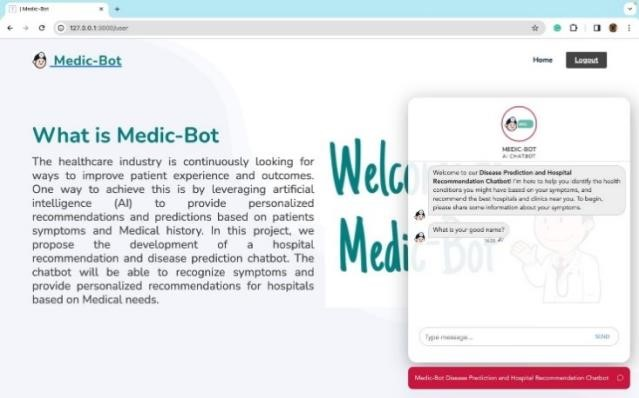 | Medic-Bot
127.0.0.1:3000/user
Medic-Bot
Home
Logout
What is Medic-Bot
The healthcare industry is continuously looking for
ways to improve patient experience and outcomes.
One way to achieve this is by leveraging artificial
intelligence (AI) to provide personalized
recommendations and predictions based on patients
symptoms and Medical history. In this project, we
propose the development of a hospital
recommendation and disease prediction chatbot. The
chatbot will be able to recognize symptoms and
provide personalized recommendations for hospitals
based on Medical needs.
Welco
Medic-Bot
MEDIC-BOT
AI CHATBOT
Welcome to our Disease Prediction and Hospital
Recommendation Chatbot! I'm here to help you identify the health
conditions you might have based on your symptoms, and
recommend the best hospitals and clinics near you. To begin,
please share some information about your symptoms.
What is your good name?
Type message...
SEND
Medic-Bot Disease Prediction and Hospital Recommendation Chatbot